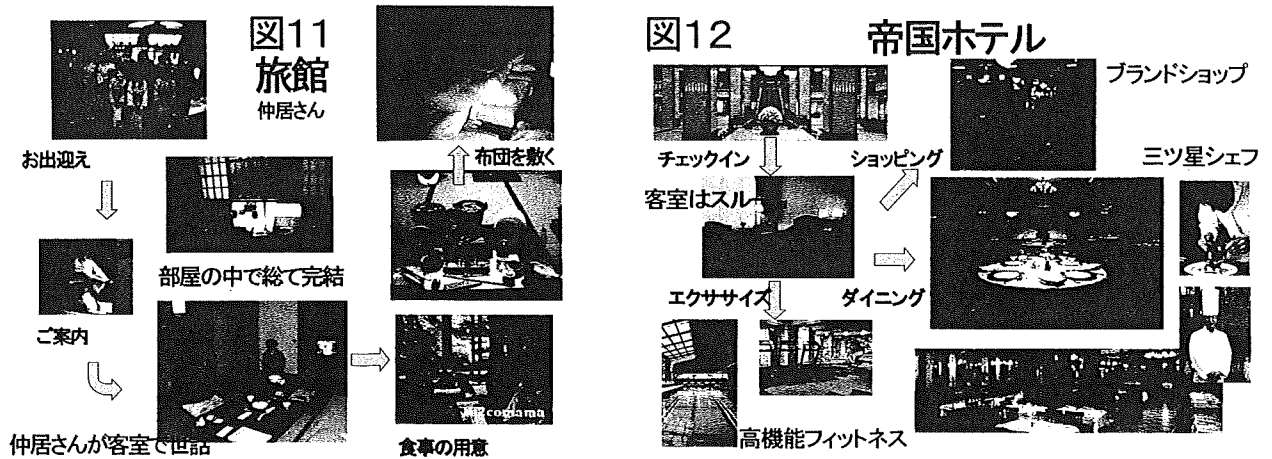 図11
旅館
仲居さん
お出迎え
ご案内
部屋の中で総て完結
仲居さんが客室で世話
食事の用意
布団を敷く
図12
帝国ホテル
チェックイン
客室はスルー
ショッピング
ブランドショップ
三ツ星シェフ
ダイニング
エクササイズ
高機能フィットネス